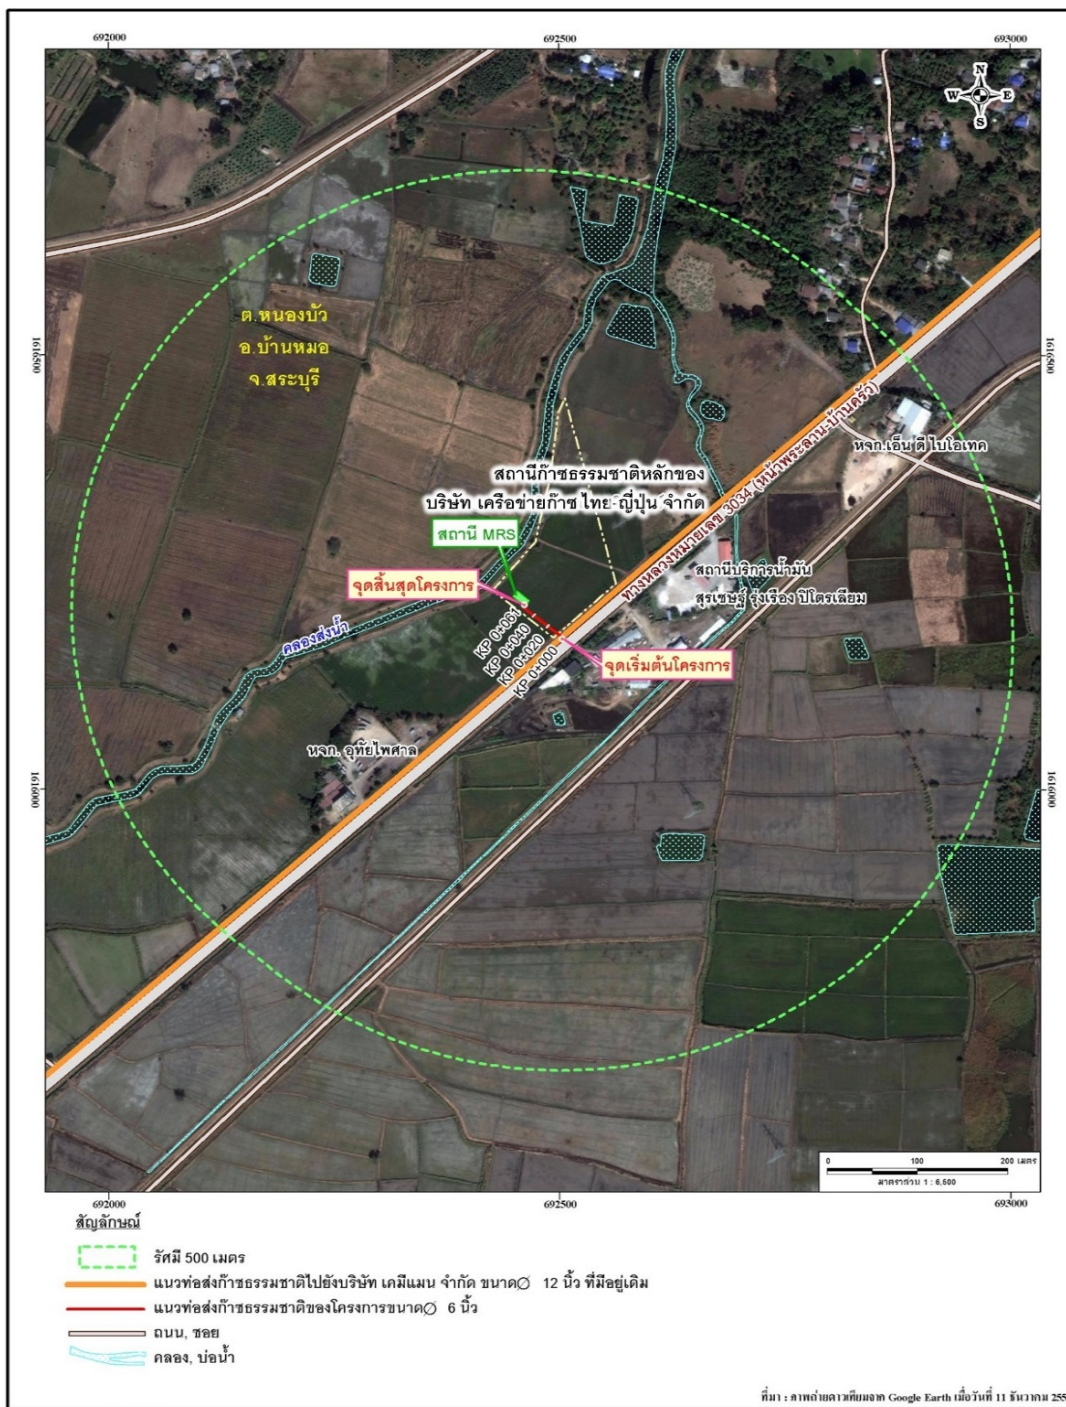 692000
692500
693000
N
W
E
S
1616500
1616500
ต.หนองบัว
อ.บ้านหมอ
จ.สระบุรี
ทางหลวงหมายเลข 3034 (หน้าพระลาน-บ้านครัว)
หจก.เอ็น ดี ไบโอเทค
สถานีก๊าซธรรมชาติหลักของ
บริษัท เครือข่ายก๊าซ ไทย-ญี่ปุ่น จำกัด
สถานี MRS
จุดสิ้นสุดโครงการ
สถานีบริการน้ำมัน
สุรเชษฐ์ รุ่งเรือง ปิโตรเลียม
คลองส่งน้ำ
KP 0+061
KP 0+040
KP 0+020
KP 0+000
จุดเริ่มต้นโครงการ
หจก. อุทัยไพศาล
1616000
1616000
0 100 200 เมตร
มาตราส่วน 1 : 6,500
692000
692500
693000
สัญลักษณ์
รัศมี 500 เมตร
แนวท่อส่งก๊าซธรรมชาติไปยังบริษัท เคมีแมน จำกัด ขนาด∅ 12 นิ้ว ที่มีอยู่เดิม
แนวท่อส่งก๊าซธรรมชาติของโครงการขนาด∅ 6 นิ้ว
ถนน, ซอย
คลอง, บ่อน้ำ
ที่มา : ภาพถ่ายดาวเทียมจาก Google Earth เมื่อวันที่ 11 ธันวาคม 255